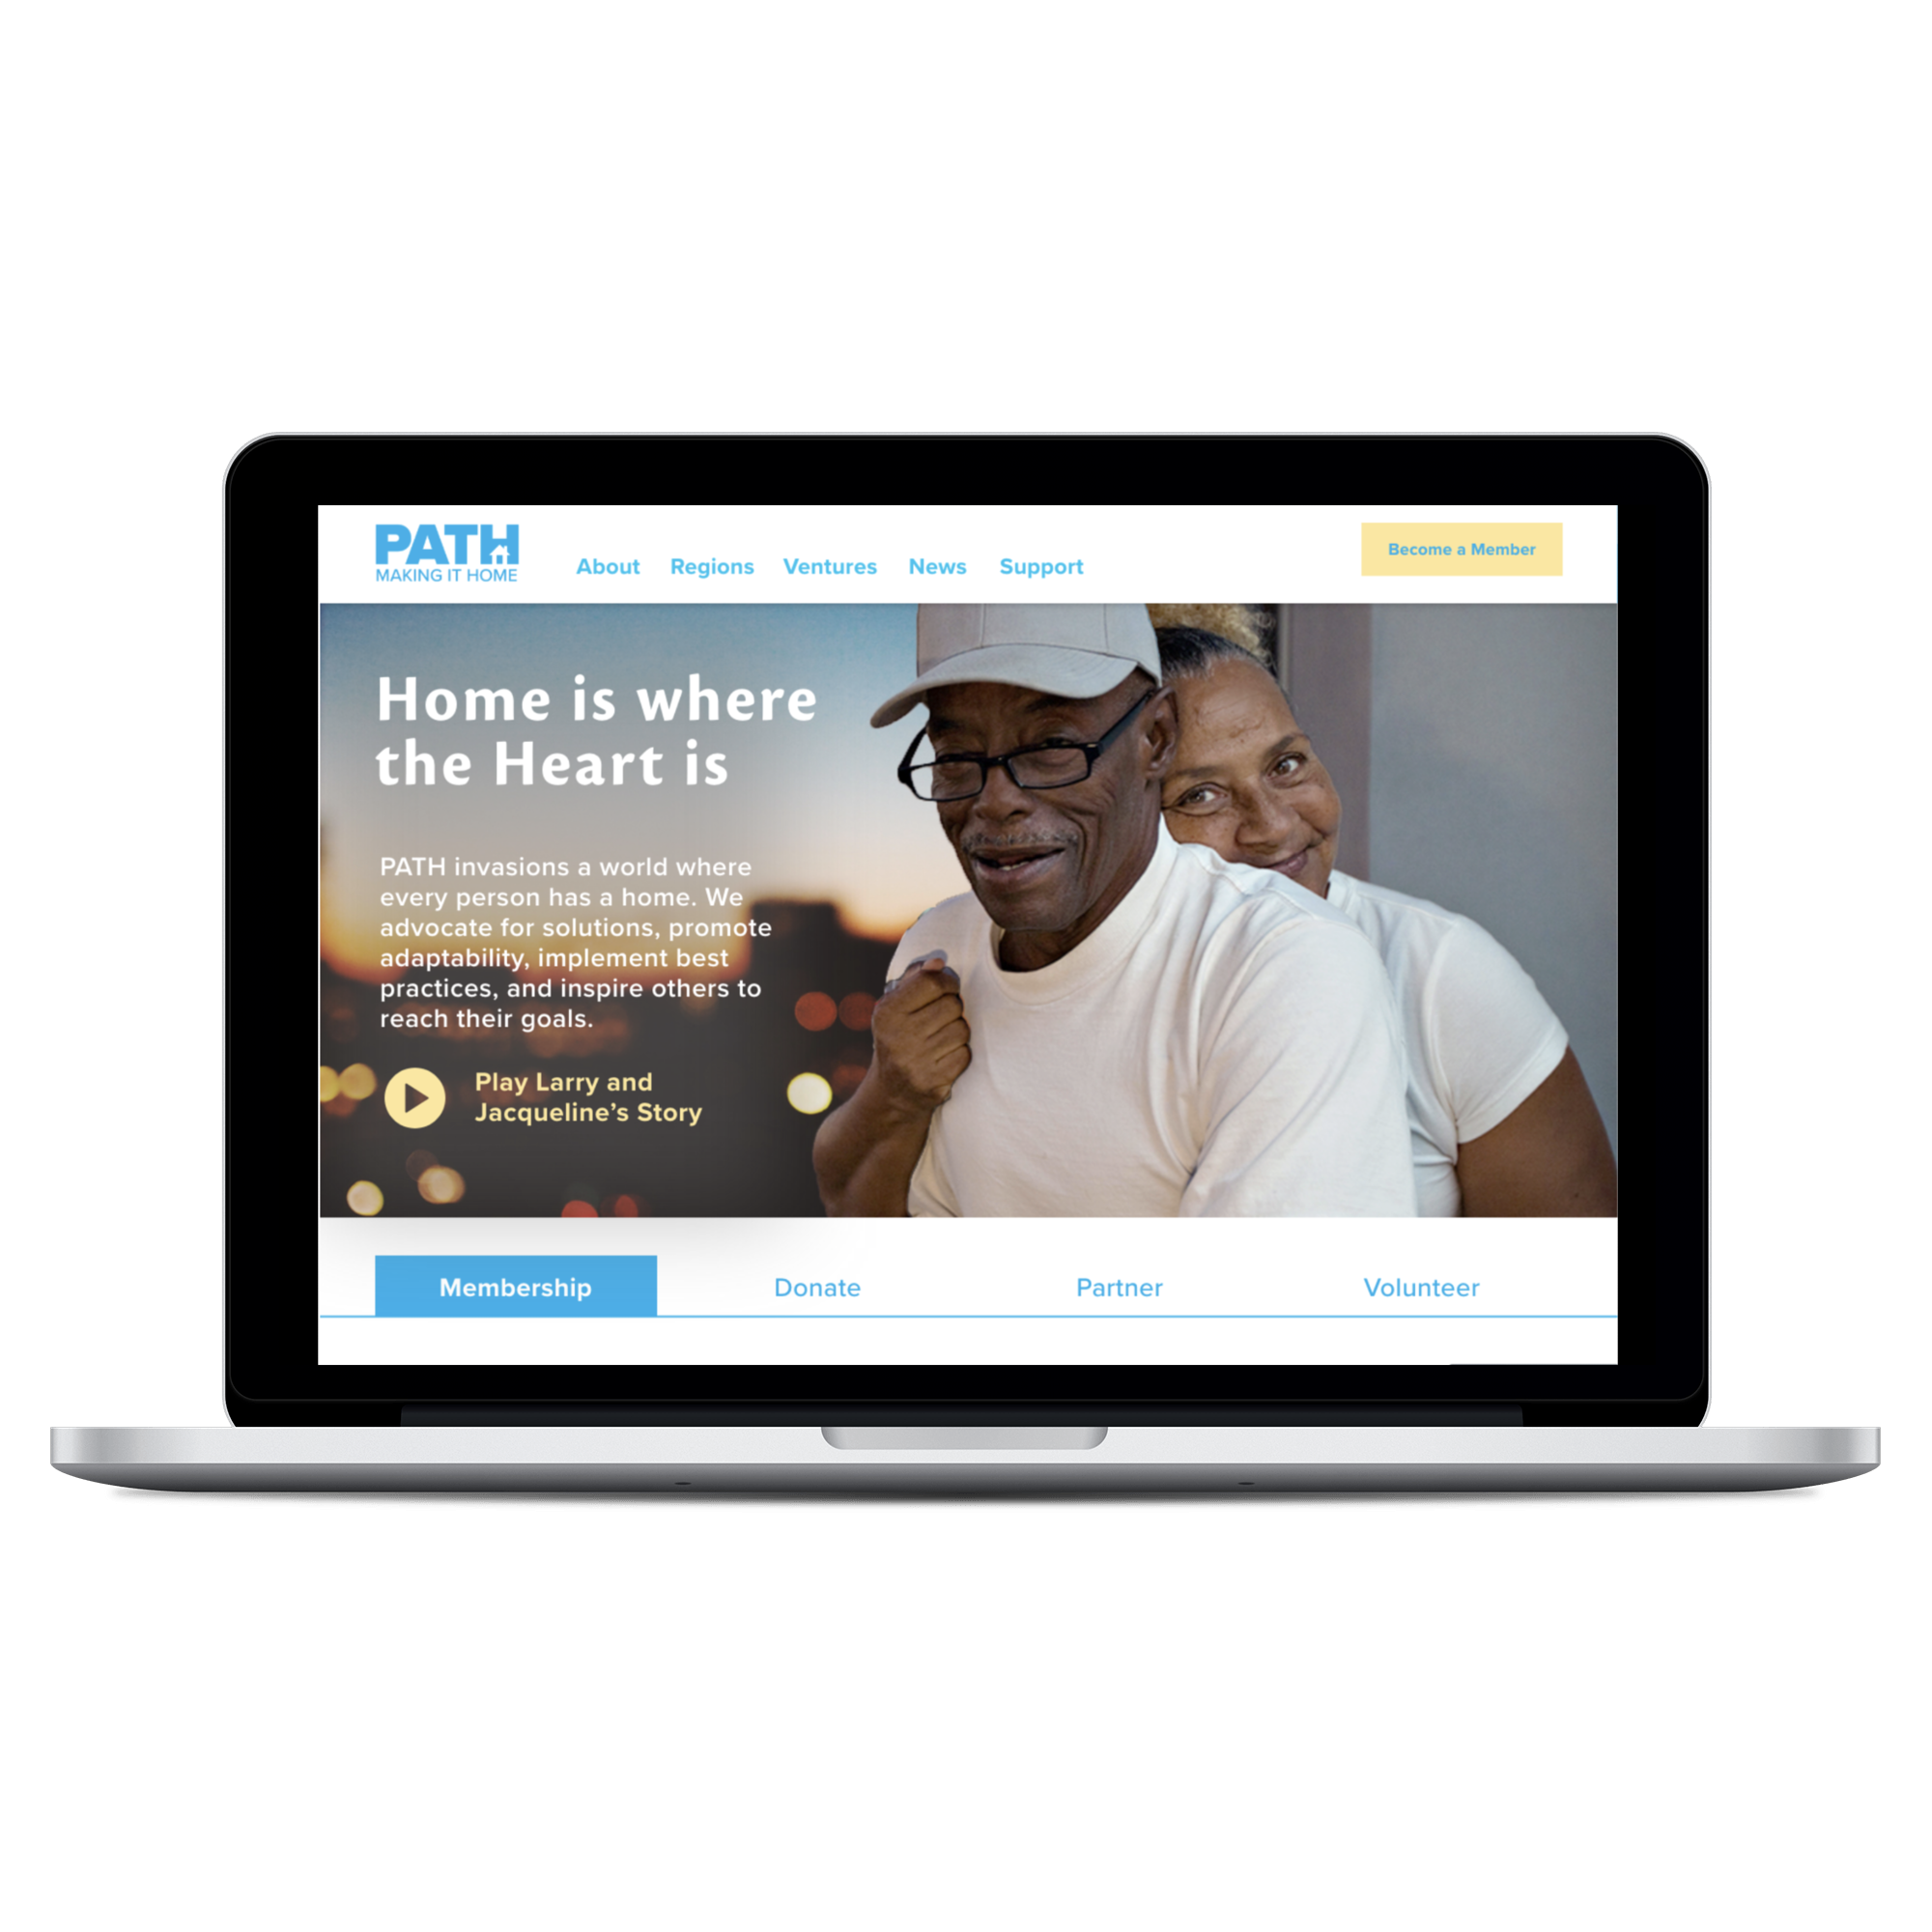 PATH
MAKING IT HOME
About Regions Ventures News Support
Become a Member
Home is where
the Heart is
PATH invasions a world where
every person has a home. We
advocate for solutions, promote
adaptability, implement best
practices, and inspire others to
reach their goals.
Play Larry and
Jacqueline’s Story
Membership Donate Partner Volunteer